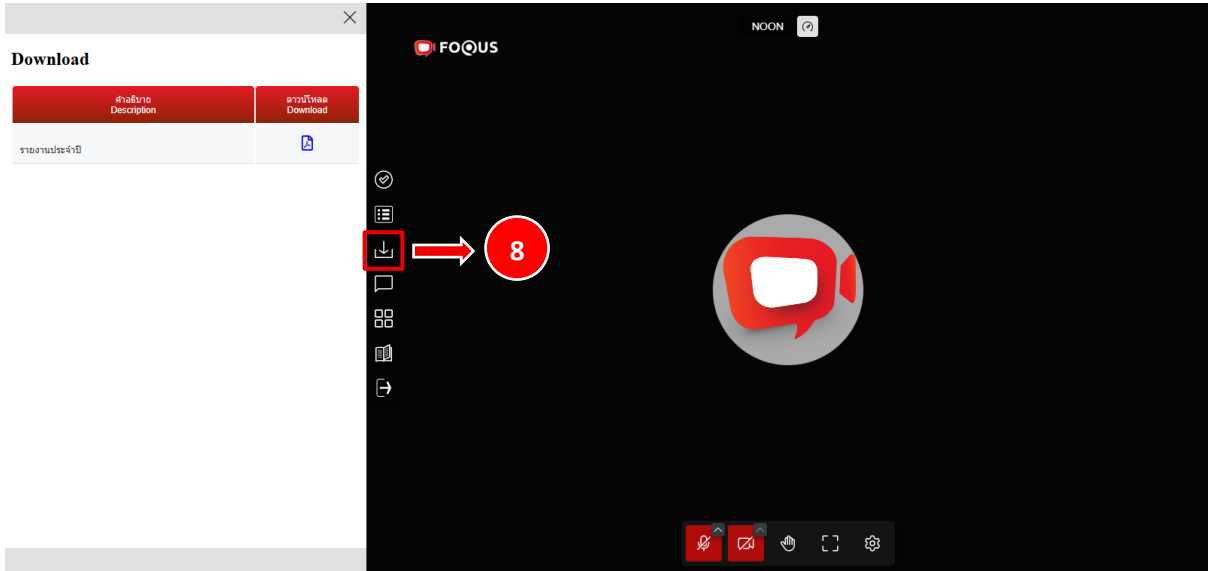 NOON
FOQUS
Download
คำอธิบาย
Description
ดาวน์โหลด
Download
รายงานประจำปี
8